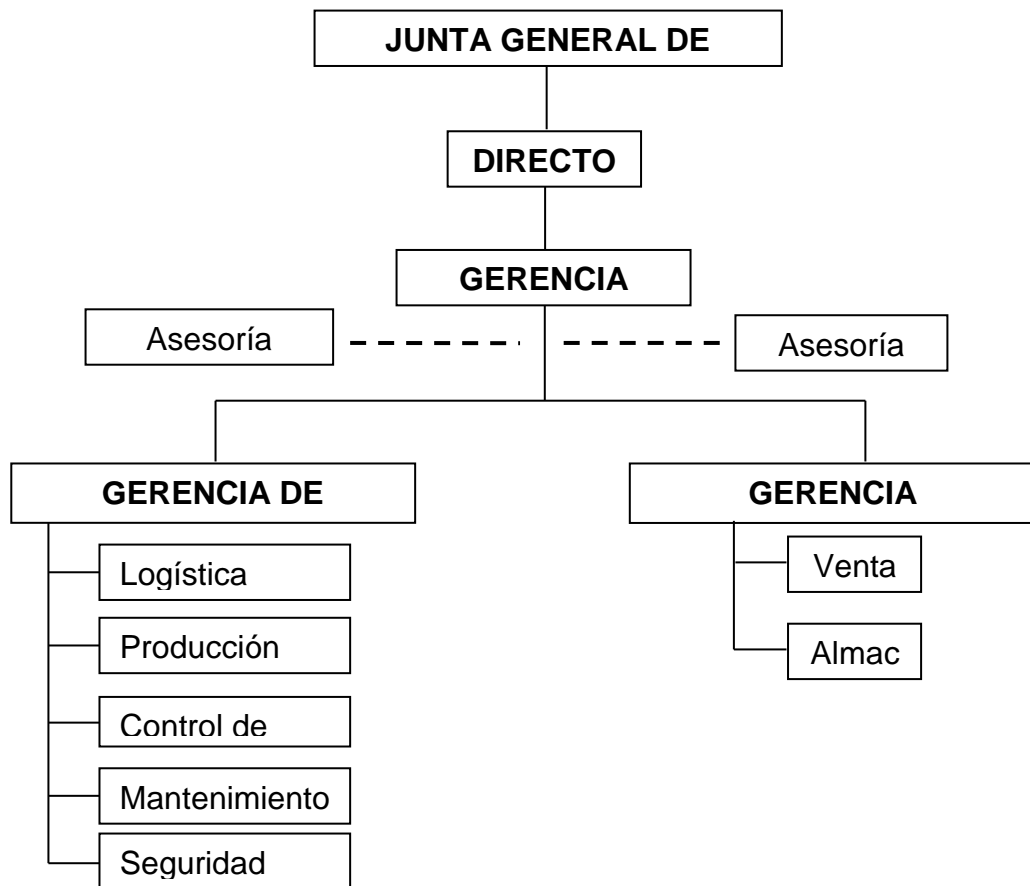 JUNTA GENERAL DE
DIRECTO
GERENCIA
Asesoría
Asesoría
GERENCIA DE
Logística
Producción
Control de
Mantenimiento
Seguridad
GERENCIA
Venta
Almac